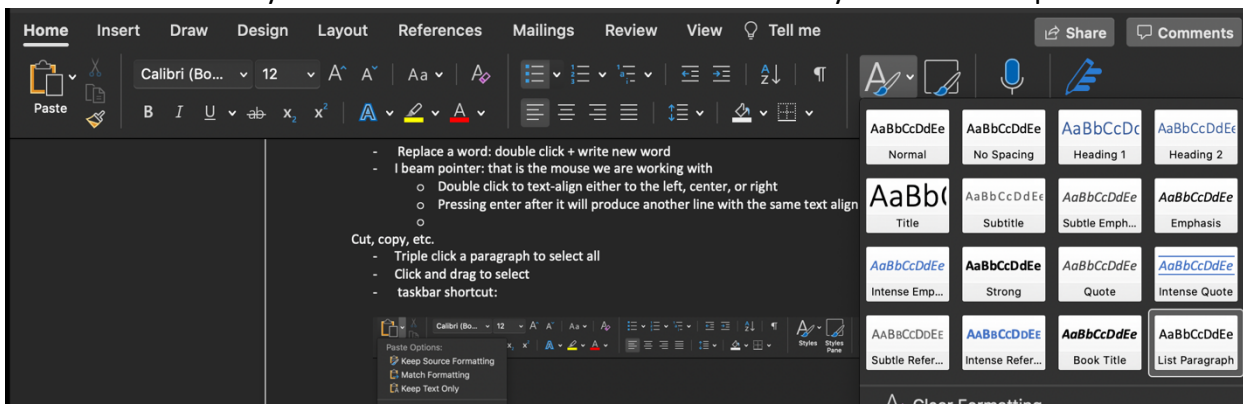 Home Insert Draw Design Layout References Mailings Review View Tell me Share Comments
Paste
Calibri (Bo... 12 A^ A˅ Aa A
B I U ab x₂ x² A A
¶
- Replace a word: double click + write new word
- I beam pointer: that is the mouse we are working with
o Double click to text-align either to the left, center, or right
o Pressing enter after it will produce another line with the same text align
o
Cut, copy, etc.
- Triple click a paragraph to select all
- Click and drag to select
- taskbar shortcut:
Calibri (Bo... 12 A^ A˅ Aa A
x₂ x² A A
Styles Styles Pane
Paste Options:
Keep Source Formatting
Match Formatting
Keep Text Only
AaBbCcDdEe AaBbCcDdEe AaBbCcDc AaBbCcDdEe
Normal No Spacing Heading 1 Heading 2
AaBb( AaBbCcDdEe AaBbCcDdEe AaBbCcDdEe
Title Subtitle Subtle Emph... Emphasis
AaBbCcDdEe AaBbCcDdEe AaBbCcDdEe AaBbCcDdEe
Intense Emp... Strong Quote Intense Quote
AaBbCcDdEe AaBbCcDdEe AaBbCcDdEe AaBbCcDdEe
Subtle Refer... Intense Refer... Book Title List Paragraph
Clear Formatting